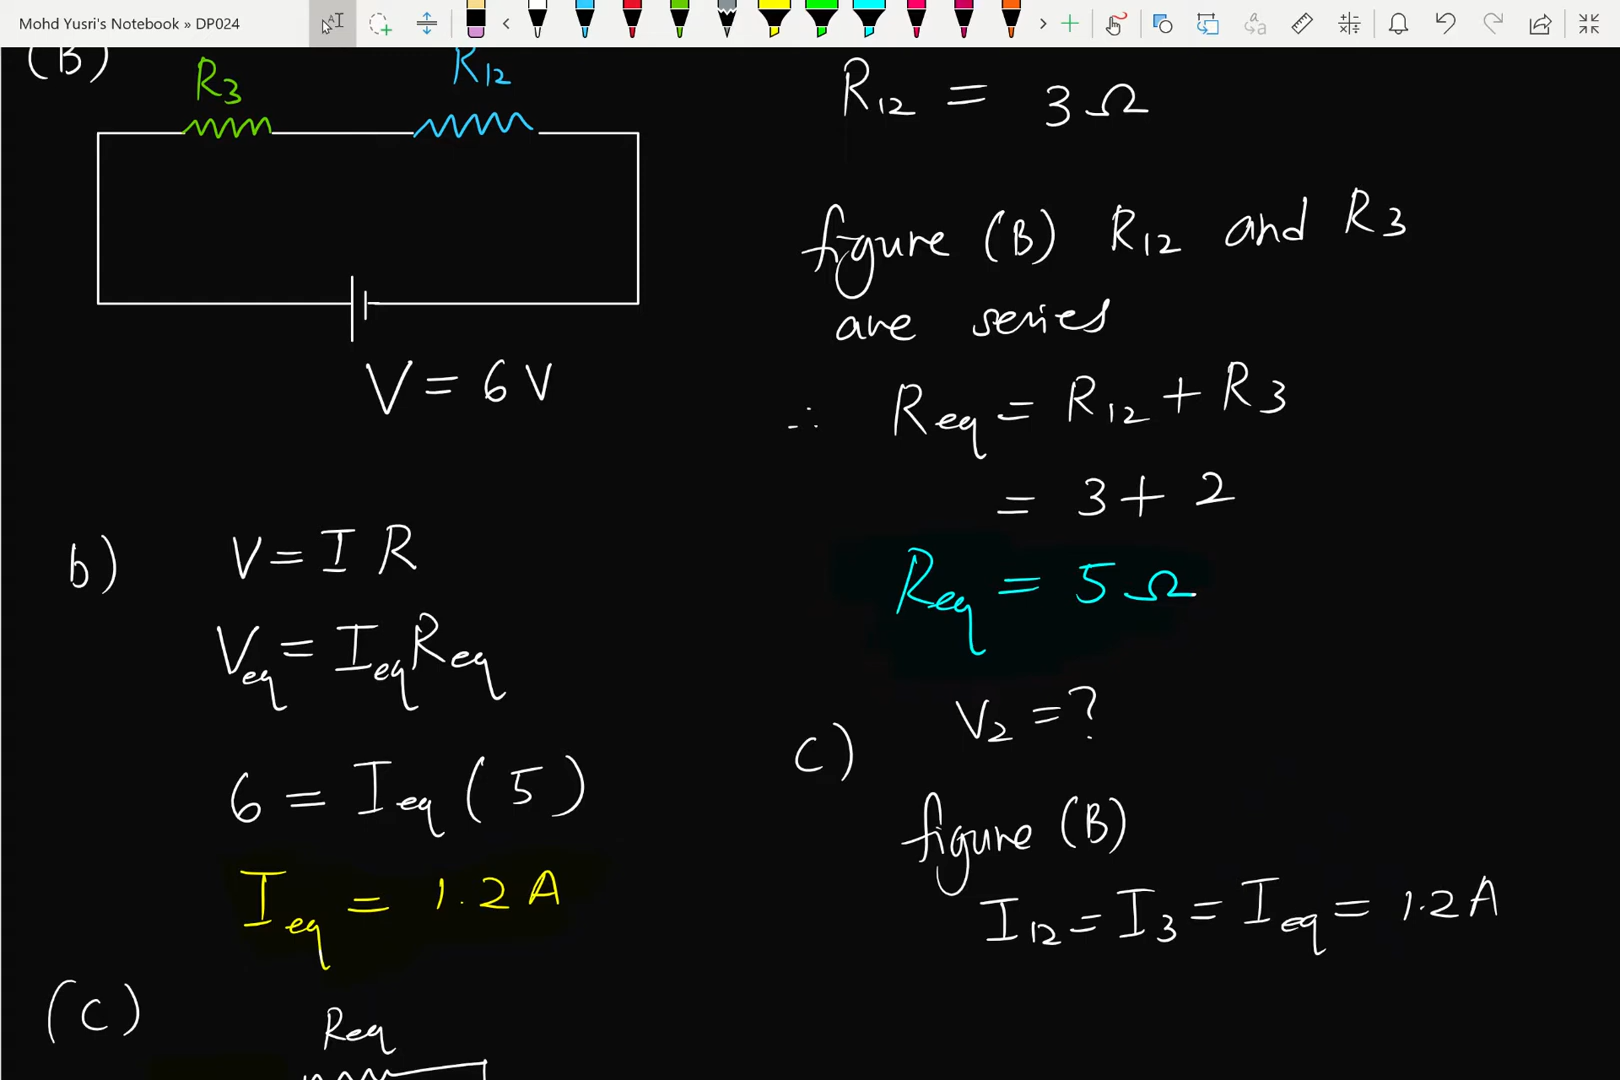 Mohd Yusri's Notebook » DP024
(B)
R3 R12
V = 6 V
b) V = I R
Veq = Ieq Req
6 = Ieq ( 5 )
Ieq = 1.2 A
(C)
Req
R12 = 3 Ω
figure (B) R12 and R3
are series
∴ Req = R12 + R3
= 3 + 2
Req = 5 Ω
c) V2 = ?
figure (B)
I12 = I3 = Ieq = 1.2 A